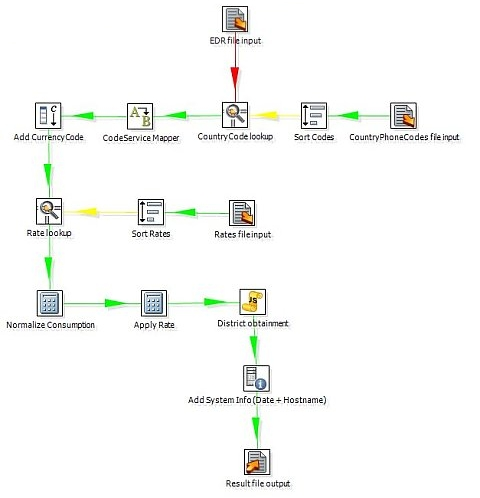 EDR file input
Add CurrencyCode
CodeService Mapper
CountryCode lookup
Sort Codes
CountryPhoneCodes file input
Rate lookup
Sort Rates
Rates file input
Normalize Consumption
Apply Rate
District obtainment
Add System Info (Date + Hostname)
Result file output